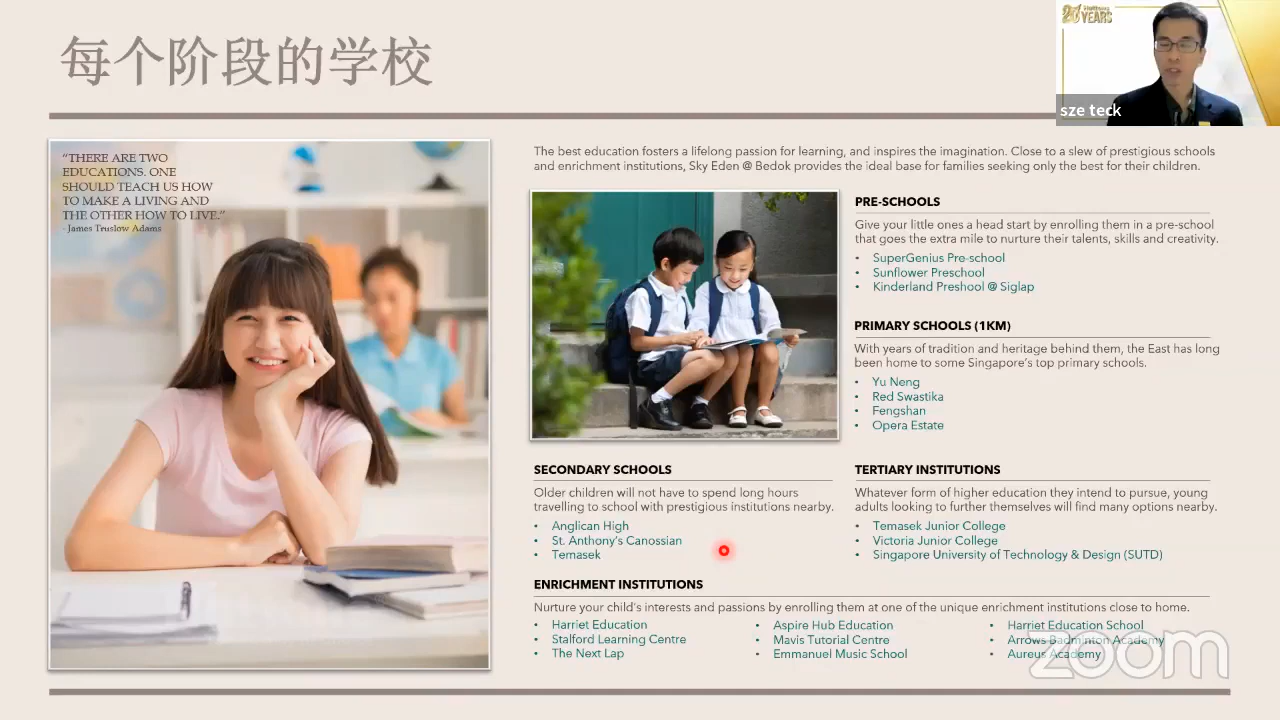 每个阶段的学校
20 YEARS
sze teck
“THERE ARE TWO
EDUCATIONS. ONE
SHOULD TEACH US HOW
TO MAKE A LIVING AND
THE OTHER HOW TO LIVE.”
- James Truslow Adams
The best education fosters a lifelong passion for learning, and inspires the imagination. Close to a slew of prestigious schools
and enrichment institutions, Sky Eden @ Bedok provides the ideal base for families seeking only the best for their children.
PRE-SCHOOLS
Give your little ones a head start by enrolling them in a pre-school
that goes the extra mile to nurture their talents, skills and creativity.
• SuperGenius Pre-school
• Sunflower Preschool
• Kinderland Preshool @ Siglap
PRIMARY SCHOOLS (1KM)
With years of tradition and heritage behind them, the East has long
been home to some Singapore’s top primary schools.
• Yu Neng
• Red Swastika
• Fengshan
• Opera Estate
SECONDARY SCHOOLS
Older children will not have to spend long hours
travelling to school with prestigious institutions nearby.
• Anglican High
• St. Anthony’s Canossian
• Temasek
TERTIARY INSTITUTIONS
Whatever form of higher education they intend to pursue, young
adults looking to further themselves will find many options nearby.
• Temasek Junior College
• Victoria Junior College
• Singapore University of Technology & Design (SUTD)
ENRICHMENT INSTITUTIONS
Nurture your child’s interests and passions by enrolling them at one of the unique enrichment institutions close to home.
• Harriet Education
• Stalford Learning Centre
• The Next Lap
• Aspire Hub Education
• Mavis Tutorial Centre
• Emmanuel Music School
• Harriet Education School
• Arrows Badminton Academy
• Aureus Academy
zoom